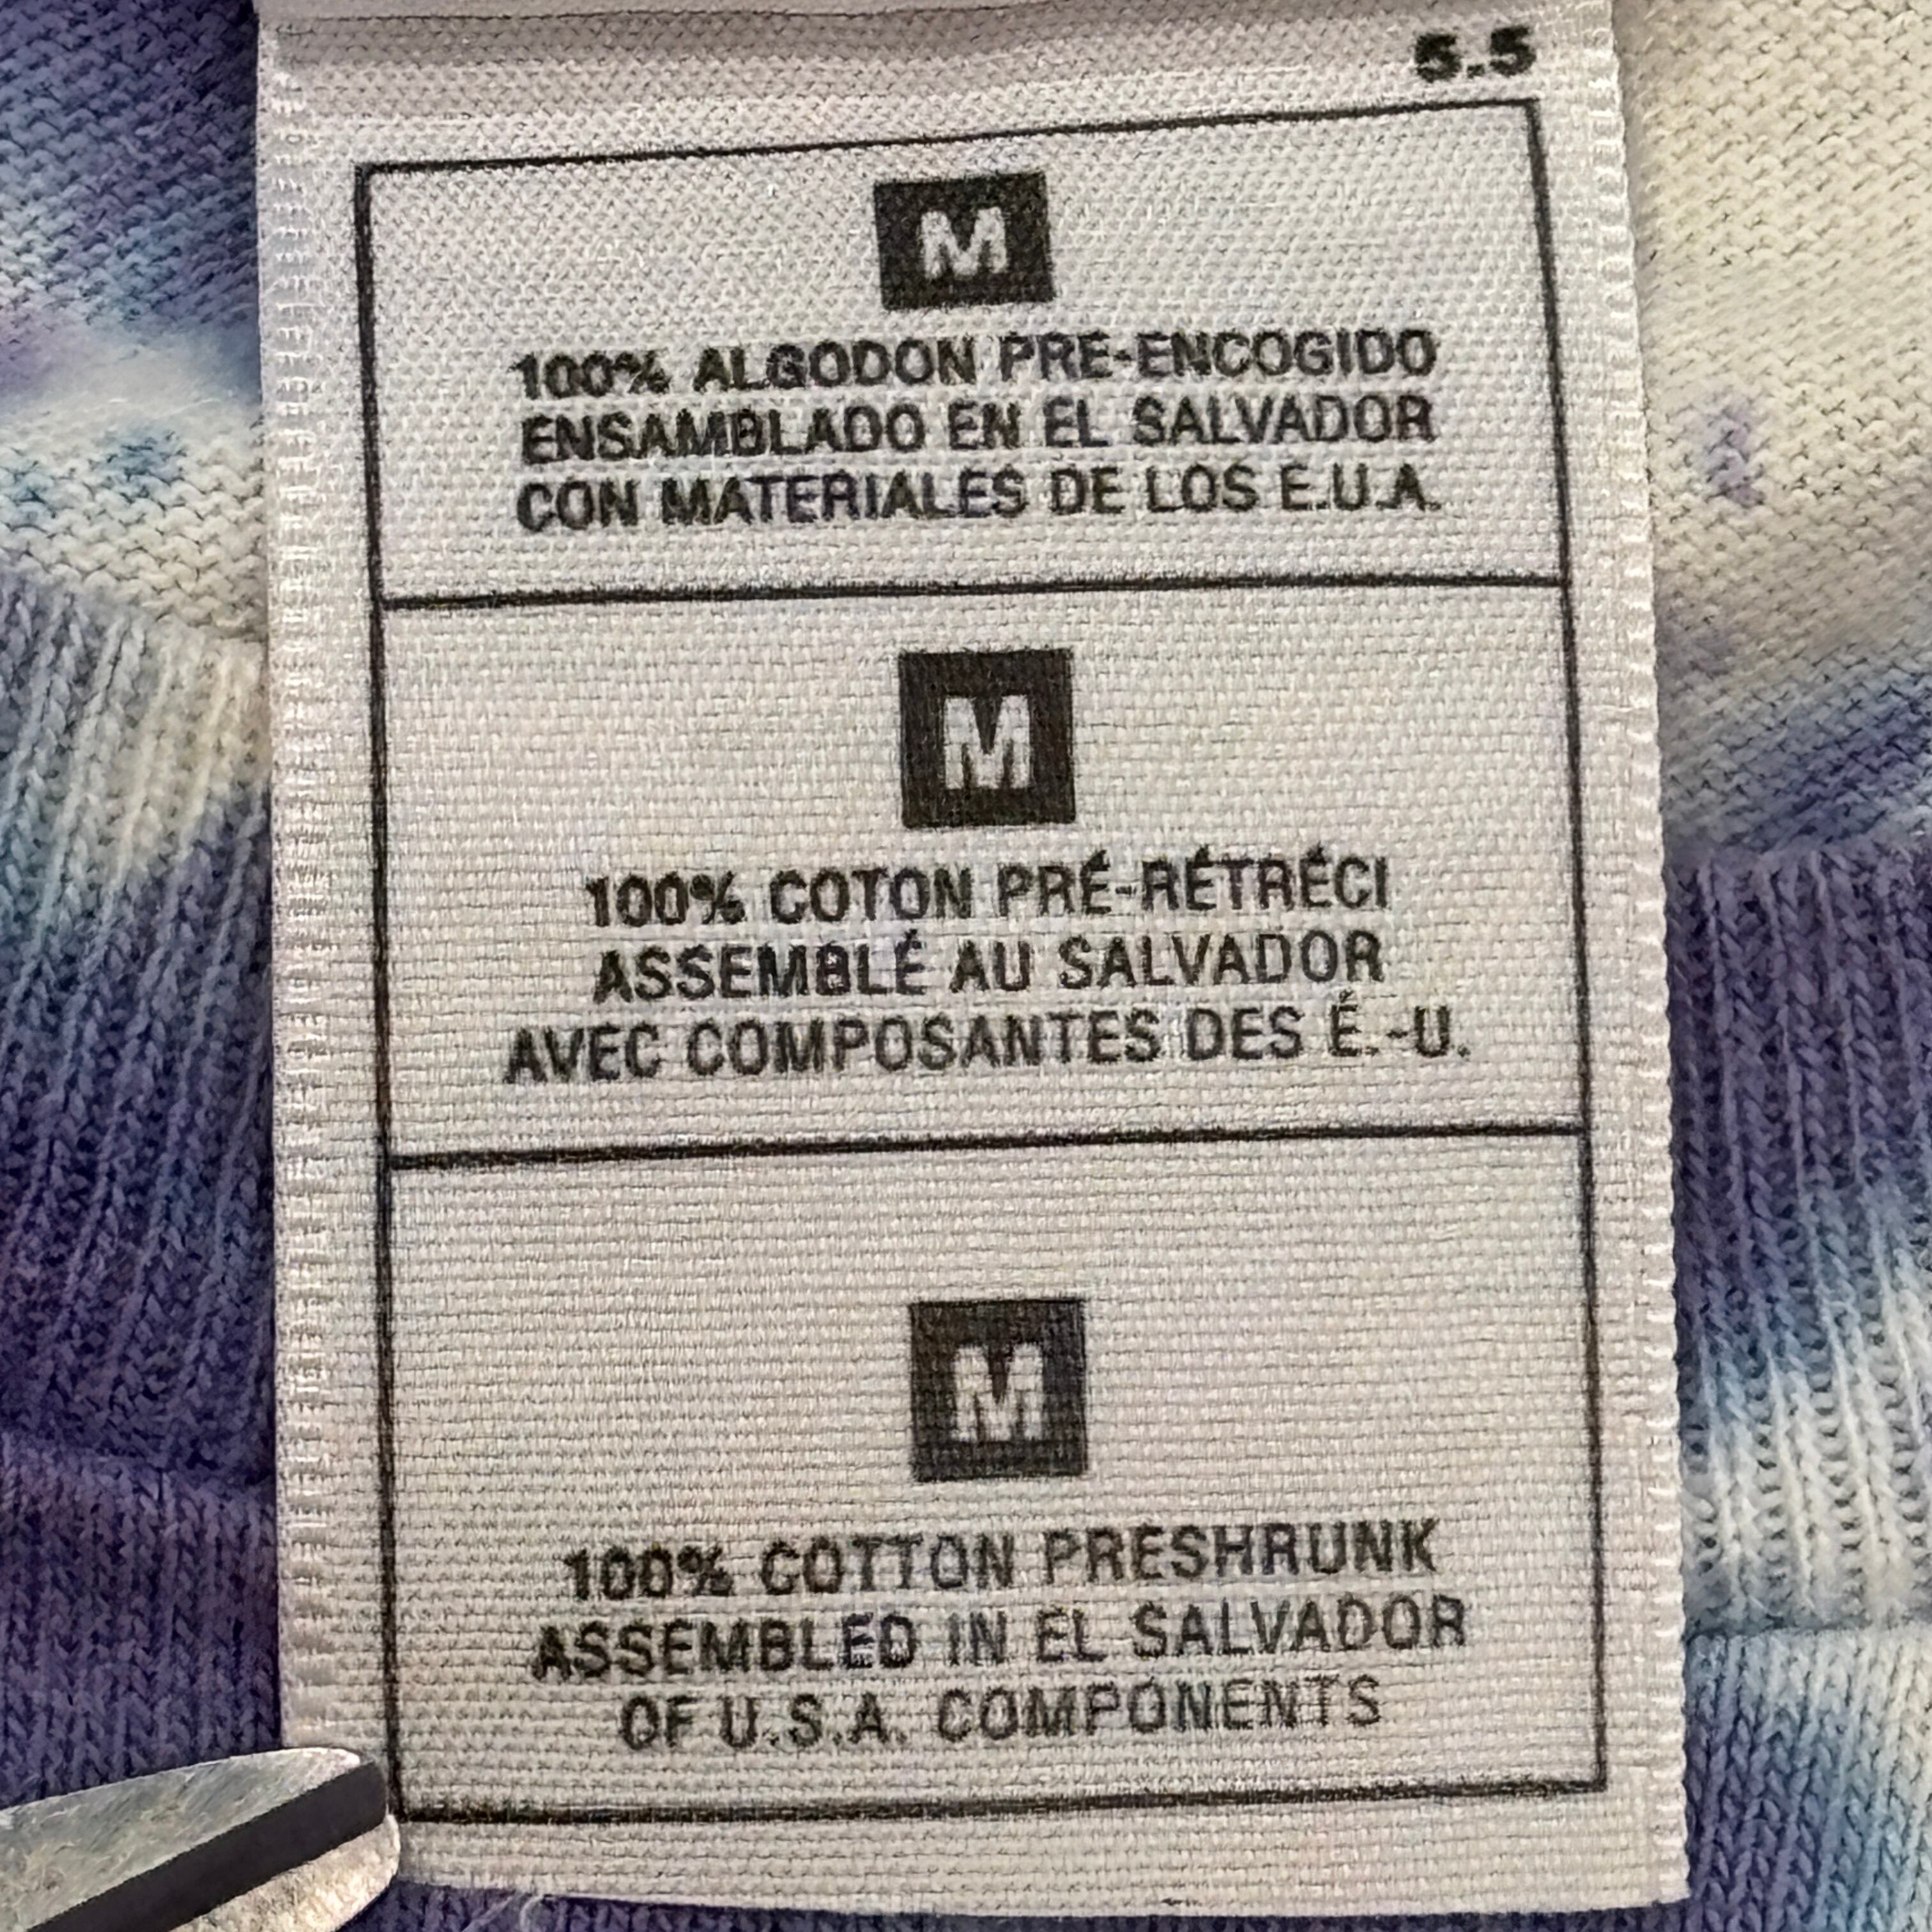 5.5
M
100% ALGODON PRE-ENCOGIDO
ENSAMBLADO EN EL SALVADOR
CON MATERIALES DE LOS E.U.A.
M
100% COTON PRÉ-RÉTRÉCI
ASSEMBLÉ AU SALVADOR
AVEC COMPOSANTES DES É.-U.
M
100% COTTON PRESHRUNK
ASSEMBLED IN EL SALVADOR
OF U.S.A. COMPONENTS